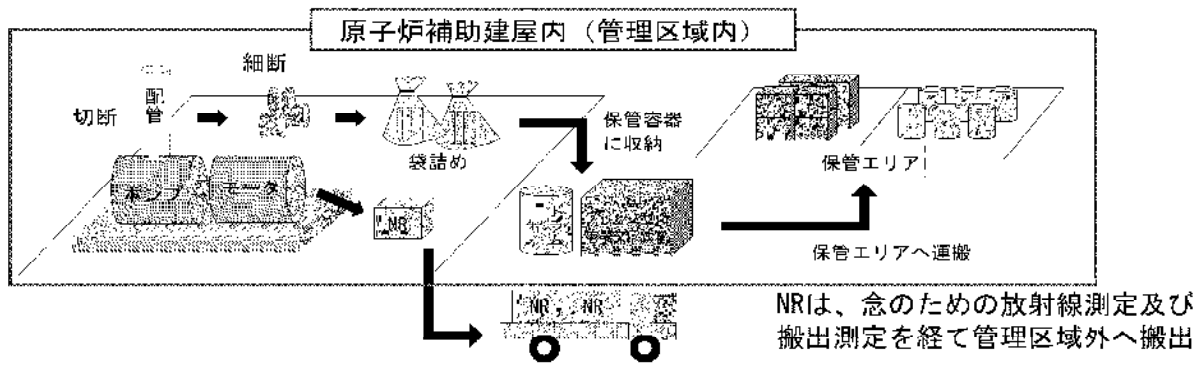 原子炉補助建屋内（管理区域内）
細断
切断
配管
袋詰め
保管容器
に収納
保管エリア
ポンプ
モータ
NR
保管エリアへ運搬
NR
NR
NRは、念のための放射線測定及び
搬出測定を経て管理区域外へ搬出